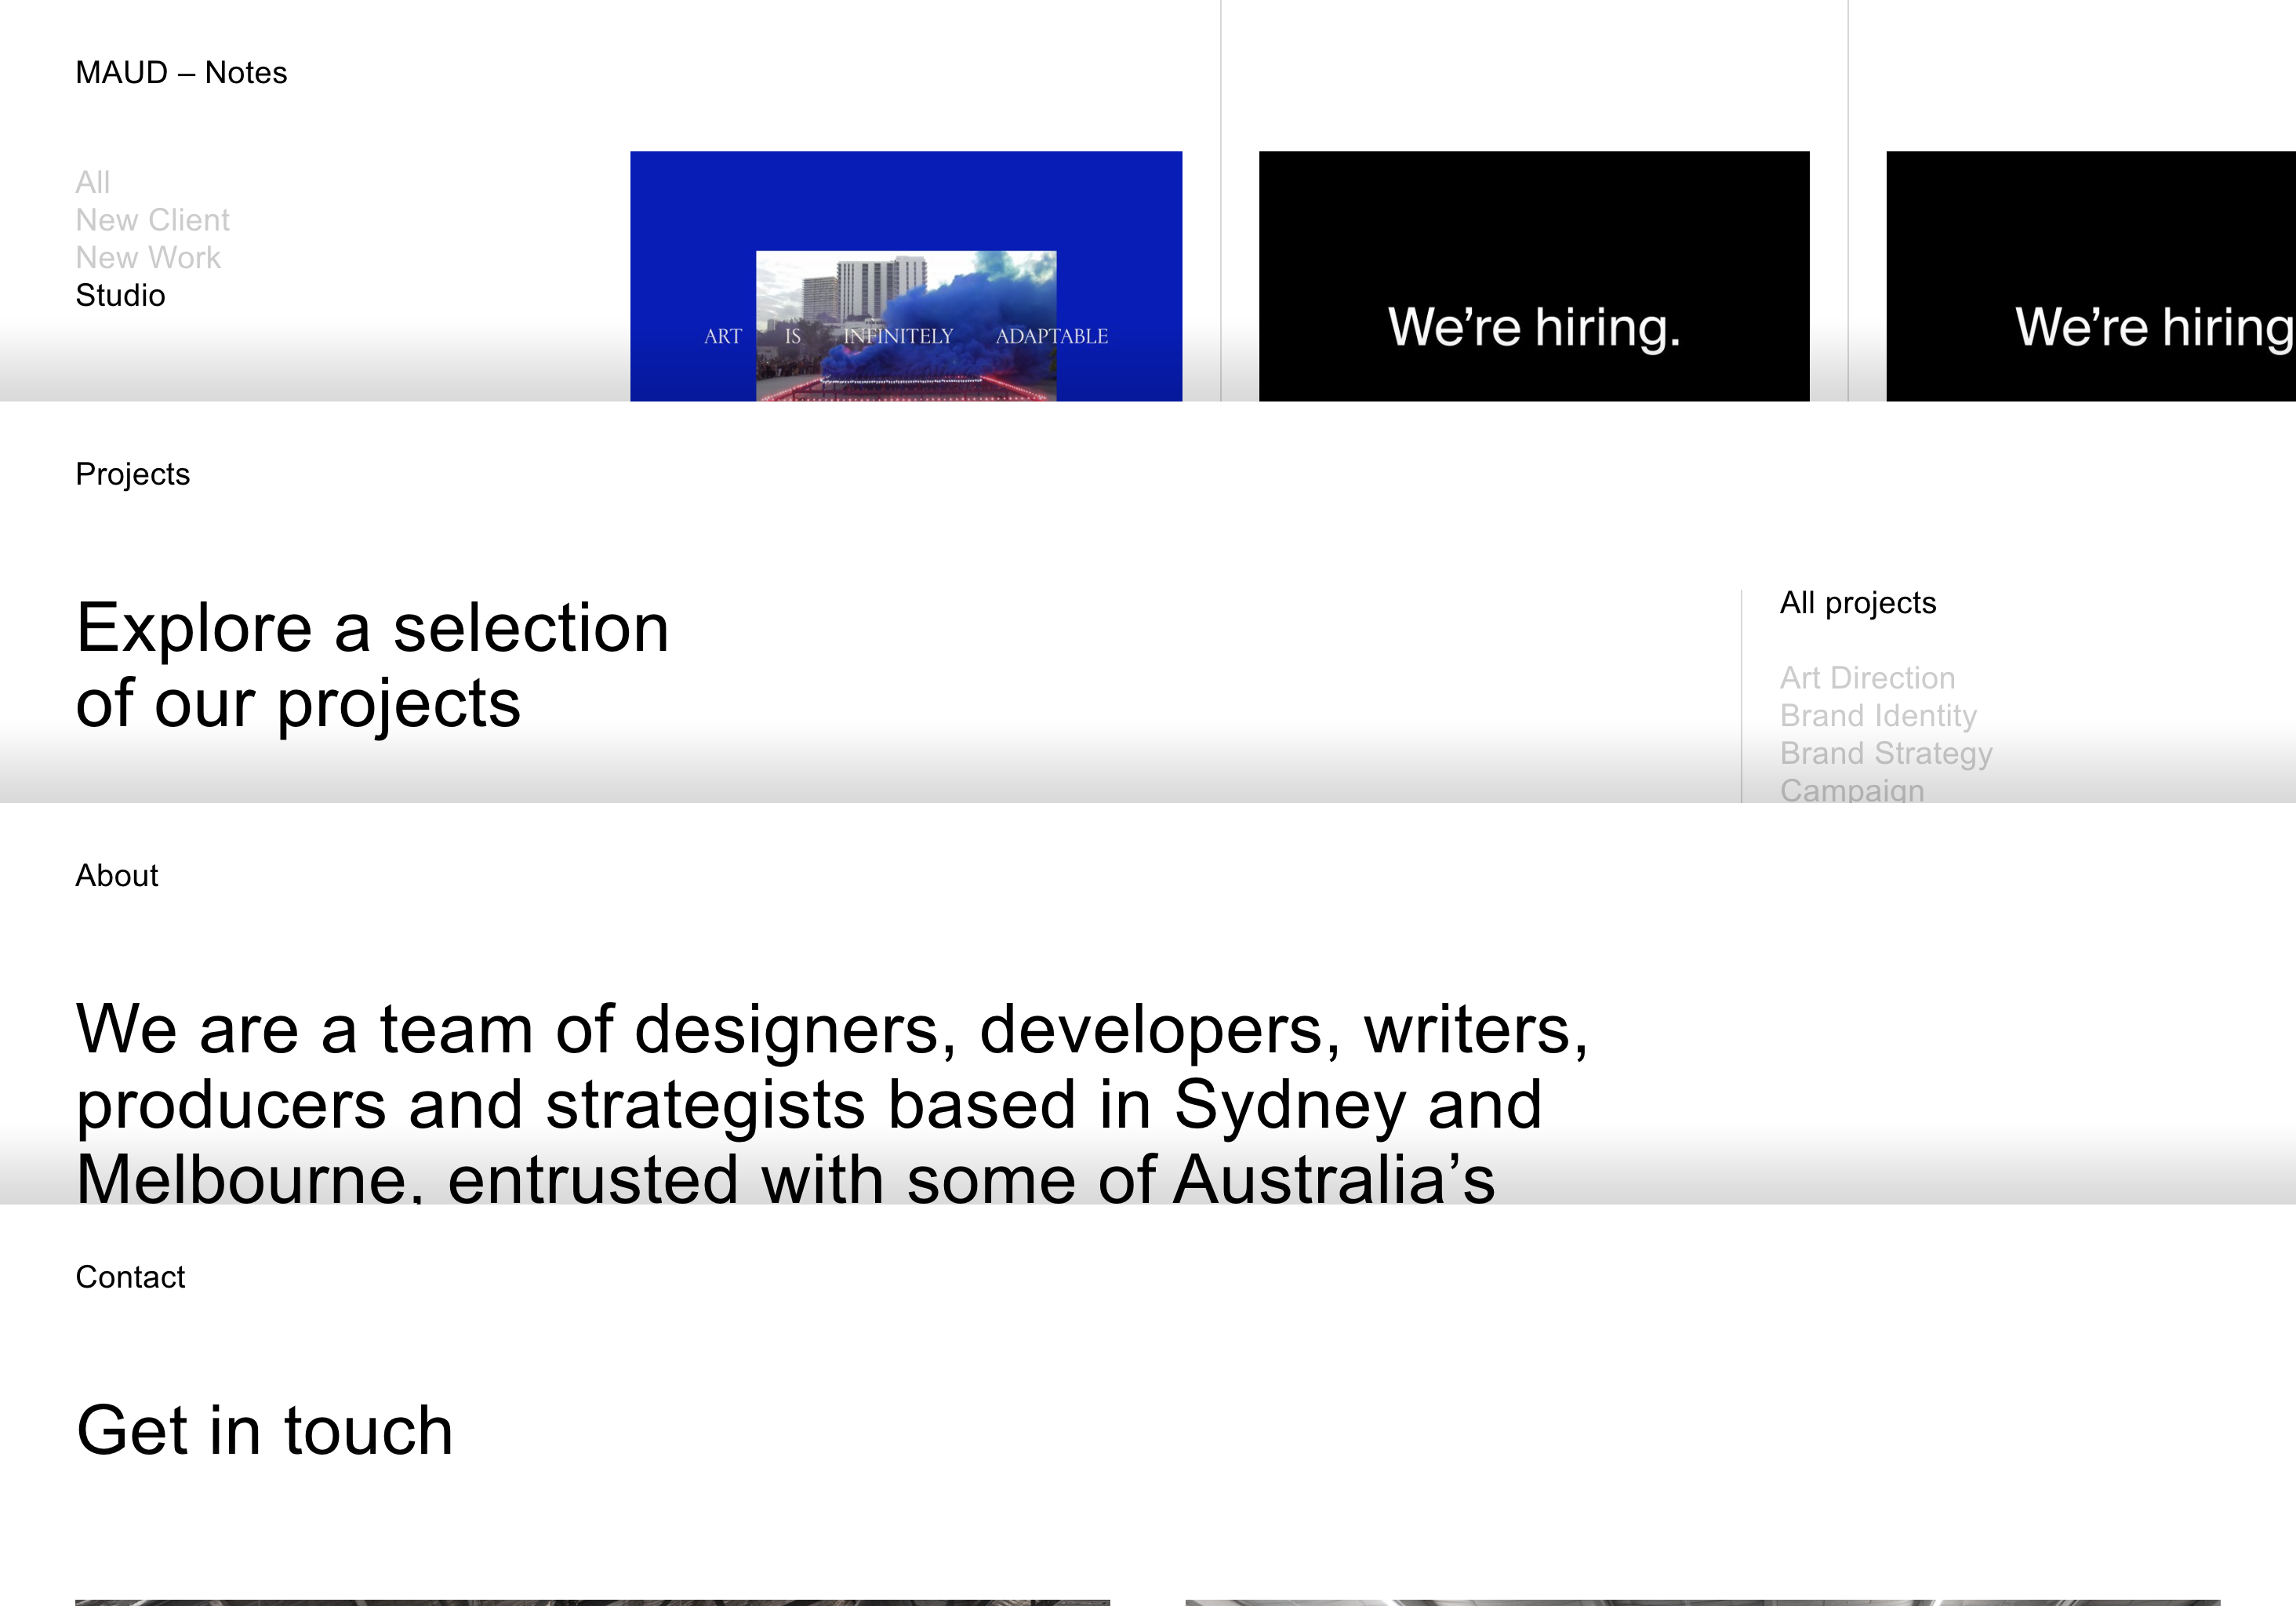 MAUD – Notes
All
New Client
New Work
Studio
ART IS INFINITELY ADAPTABLE
We’re hiring.
We’re hiring
Projects
Explore a selection
of our projects
All projects
Art Direction
Brand Identity
Brand Strategy
Campaign
About
We are a team of designers, developers, writers,
producers and strategists based in Sydney and
Melbourne, entrusted with some of Australia’s
Contact
Get in touch